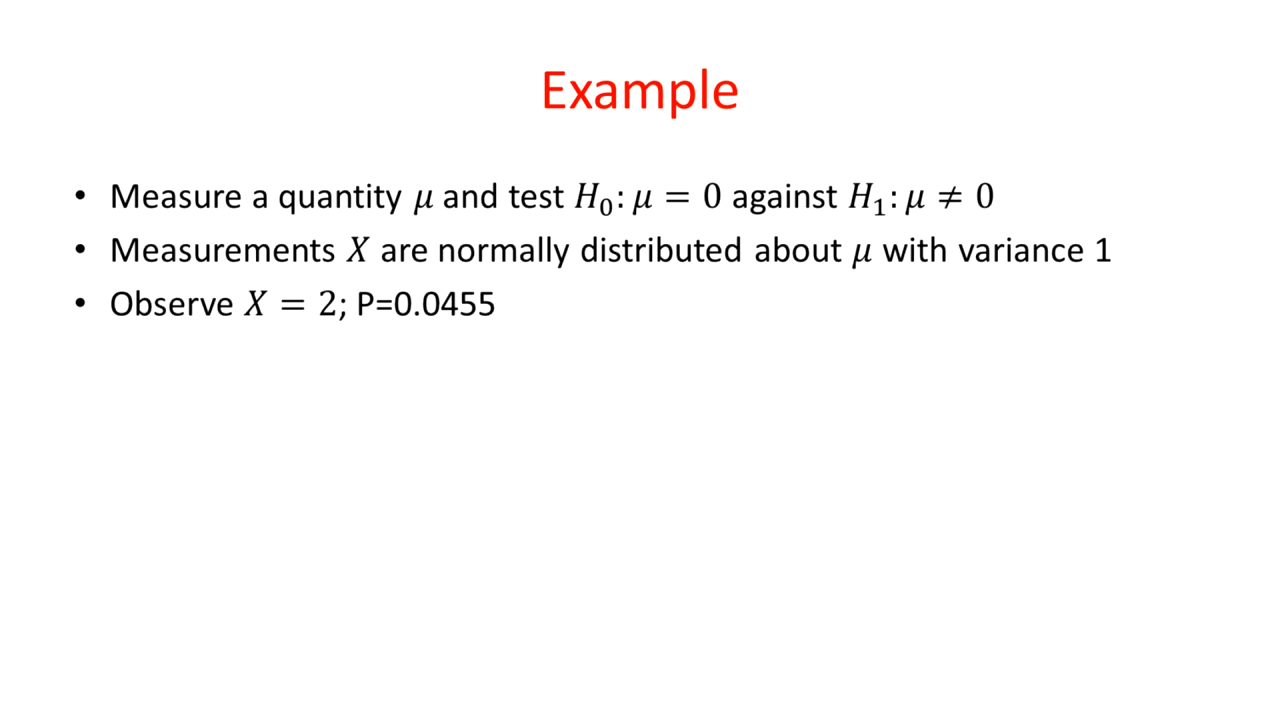 Example
• Measure a quantity μ and test H₀: μ = 0 against H₁: μ ≠ 0
• Measurements X are normally distributed about μ with variance 1
• Observe X = 2; P=0.0455